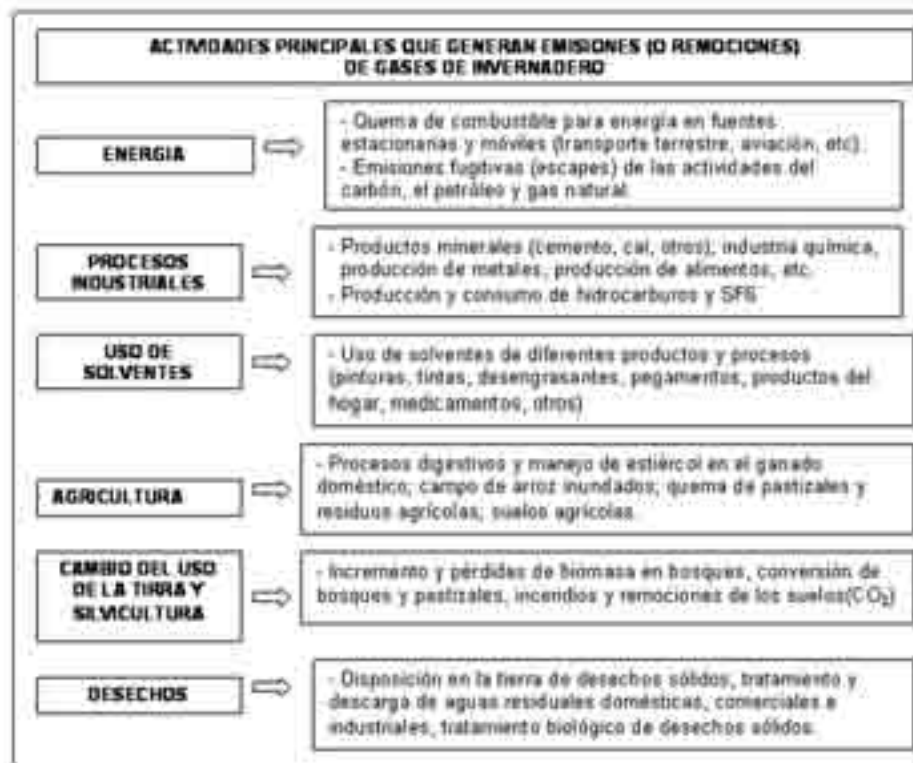 ACTIVIDADES PRINCIPALES QUE GENERAN EMISIONES (O REMOCIONES)
DE GASES DE INVERNADERO
ENERGIA
- Quema de combustible para energía en fuentes
estacionarias y móviles (transporte terrestre, aviación, etc).
- Emisiones fugitivas (escapes) de las actividades del
carbón, el petróleo y gas natural.
PROCESOS
INDUSTRIALES
- Productos minerales (cemento, cal, otros), industria química,
producción de metales, producción de alimentos, etc.
- Producción y consumo de hidrocarburos y SF6
USO DE
SOLVENTES
- Uso de solventes de diferentes productos y procesos
(pinturas, tintas, desengrasantes, pegamentos, productos del
hogar, medicamentos, otros)
AGRICULTURA
- Procesos digestivos y manejo de estiércol en el ganado
doméstico; campo de arroz inundados; quema de pastizales y
residuos agrícolas; suelos agrícolas.
CAMBIO DEL USO
DE LA TIRRA Y
SILVICULTURA
- Incremento y pérdidas de biomasa en bosques, conversión de
bosques y pastizales, incendios y remociones de los suelos(CO₂)
DESECHOS
- Disposición en la tierra de desechos sólidos, tratamiento y
descarga de aguas residuales domésticas, comerciales e
industriales, tratamiento biológico de desechos sólidos.